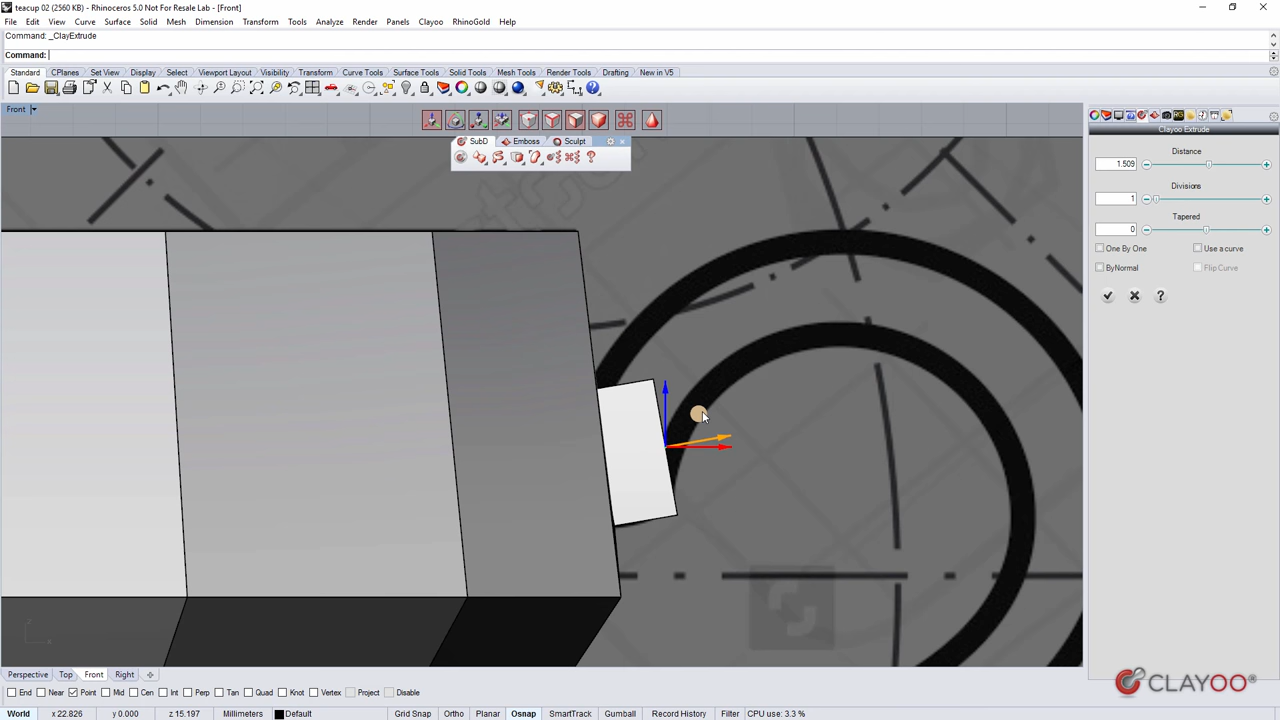 teacup 02 (2560 KB) - Rhinoceros 5.0 Not For Resale Lab - [Front]
File Edit View Curve Surface Solid Mesh Dimension Transform Tools Analyze Render Panels Clayoo RhinoGold Help
Command: _ClayExtrude
Command:
Standard CPlanes Set View Display Select Viewport Layout Visibility Transform Curve Tools Surface Tools Solid Tools Mesh Tools Render Tools Drafting New in V5
Front
SubD Emboss Sculpt
Clayoo Extrude
Distance
1.509
Divisions
1
Tapered
0
One By One Use a curve
ByNormal Flip Curve
CLAYOO®
Perspective Top Front Right
End Near Point Mid Cen Int Perp Tan Quad Knot Vertex Project Disable
World x 22.826 y 0.000 z 15.197 Millimeters Default Grid Snap Ortho Planar Osnap SmartTrack Gumball Record History Filter CPU use: 3.3 %